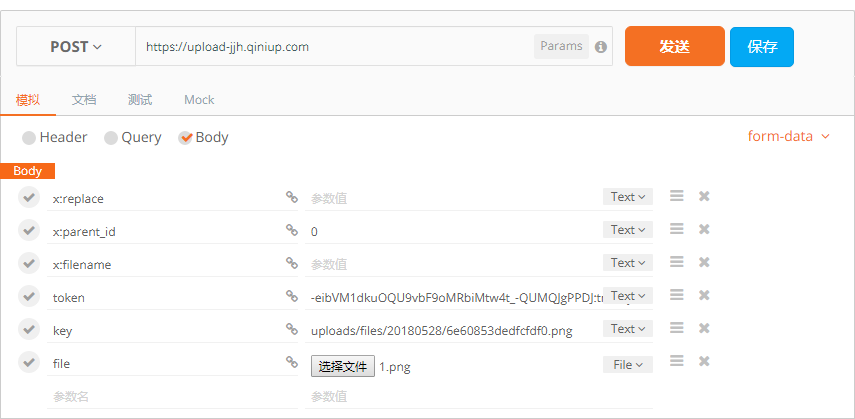 POST https://upload-jjh.qiniup.com Params 发送 保存
模拟 文档 测试 Mock
Header Query Body form-data
Body
x:replace 参数值 Text
x:parent_id 0 Text
x:filename 参数值 Text
token -eibVM1dkuOQU9vbF9oMRbiMtw4t_-QUMQJgPPDJ: Text
key uploads/files/20180528/6e60853dedfcfdf0.png Text
file 选择文件 1.png File
参数名 参数值